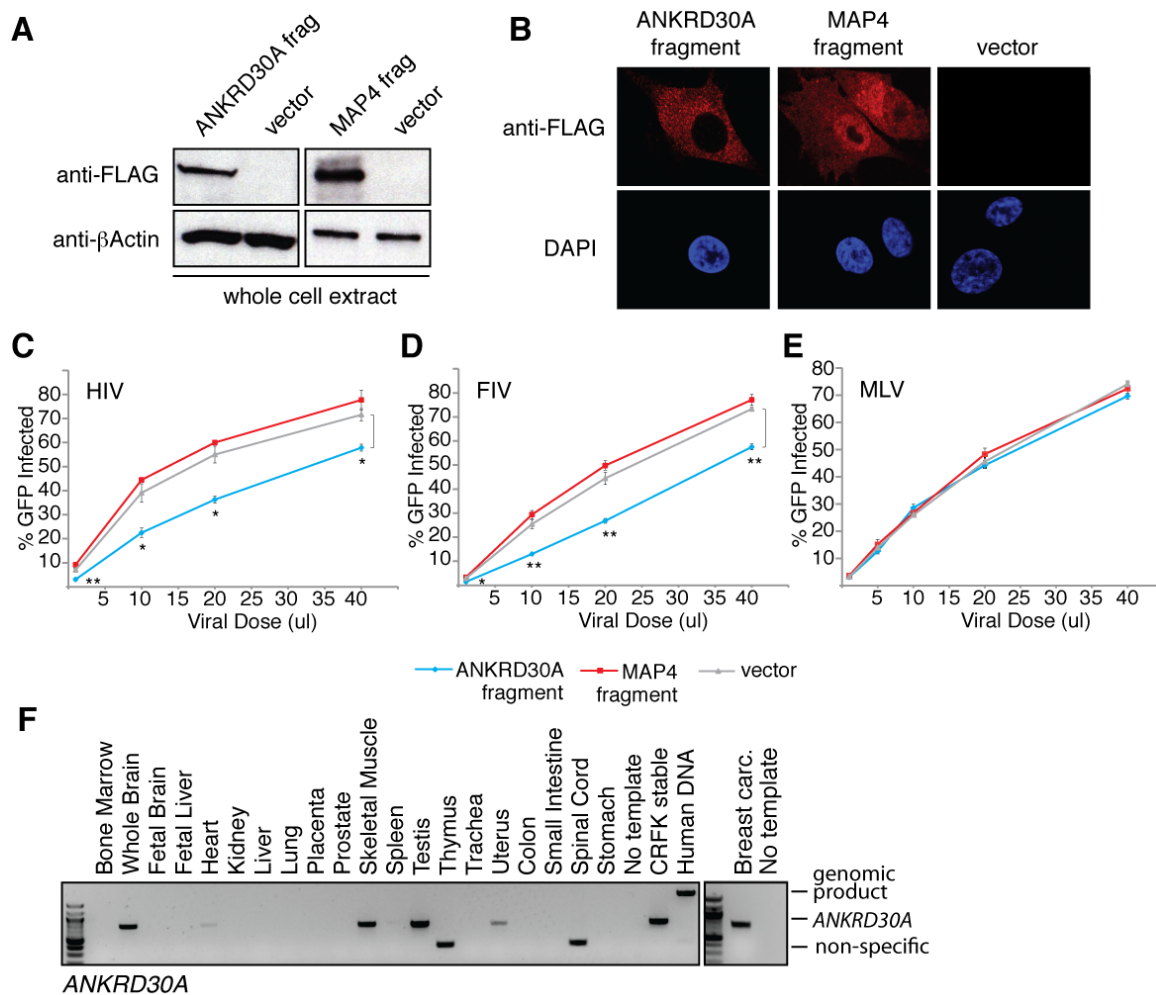 A
ANKRD30A frag
vector
MAP4 frag
vector
anti-FLAG
anti-βActin
whole cell extract
B
ANKRD30A
fragment
MAP4
fragment
vector
anti-FLAG
DAPI
C
HIV
% GFP Infected
80
70
60
50
40
30
20
10
5 10 15 20 25 30 35 40
Viral Dose (ul)
**
*
*
*
D
FIV
% GFP Infected
80
70
60
50
40
30
20
10
5 10 15 20 25 30 35 40
Viral Dose (ul)
*
**
**
**
E
MLV
% GFP Infected
80
70
60
50
40
30
20
10
5 10 15 20 25 30 35 40
Viral Dose (ul)
ANKRD30A
fragment
MAP4
fragment
vector
F
Bone Marrow
Whole Brain
Fetal Brain
Fetal Liver
Heart
Kidney
Liver
Lung
Placenta
Prostate
Skeletal Muscle
Spleen
Testis
Thymus
Trachea
Uterus
Colon
Small Intestine
Spinal Cord
Stomach
No template
CRFK stable
Human DNA
Breast carc.
No template
genomic
product
ANKRD30A
non-specific
ANKRD30A